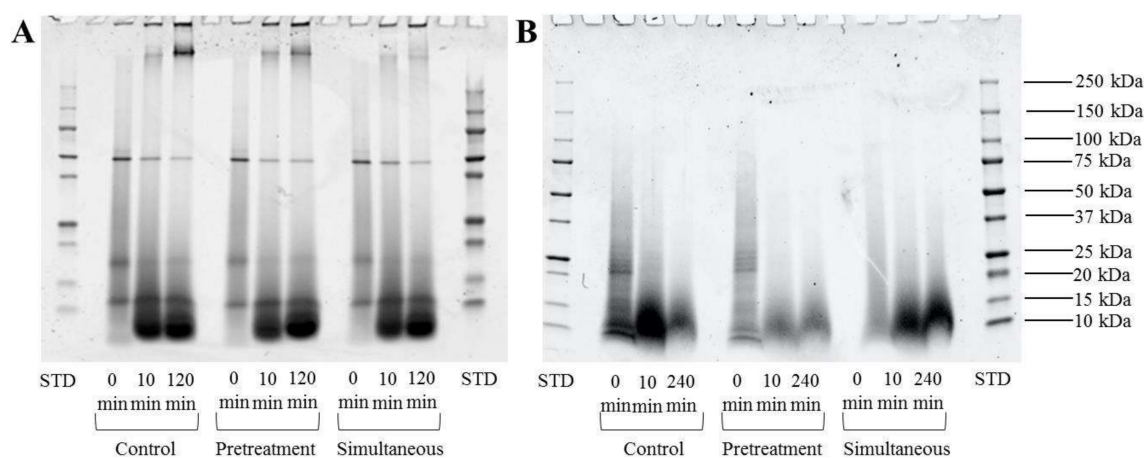 A
B
250 kDa
150 kDa
100 kDa
75 kDa
50 kDa
37 kDa
25 kDa
20 kDa
15 kDa
10 kDa
STD 0 10 120 0 10 120 0 10 120 STD
min min min min min min min min min
Control Pretreatment Simultaneous
STD 0 10 240 0 10 240 0 10 240 STD
min min min min min min min min min
Control Pretreatment Simultaneous